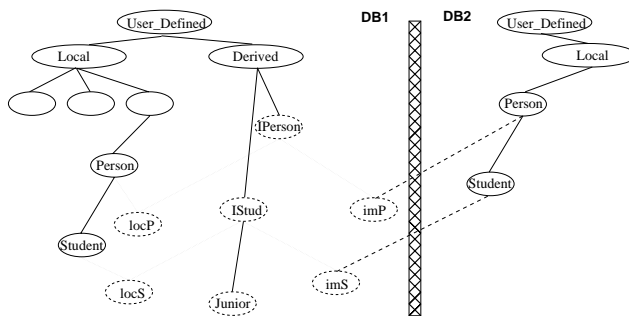 User_Defined
DB1
DB2
User_Defined
Local
Derived
Local
Person
IPerson
Person
Student
locP
IStud
imP
Student
locS
Junior
imS